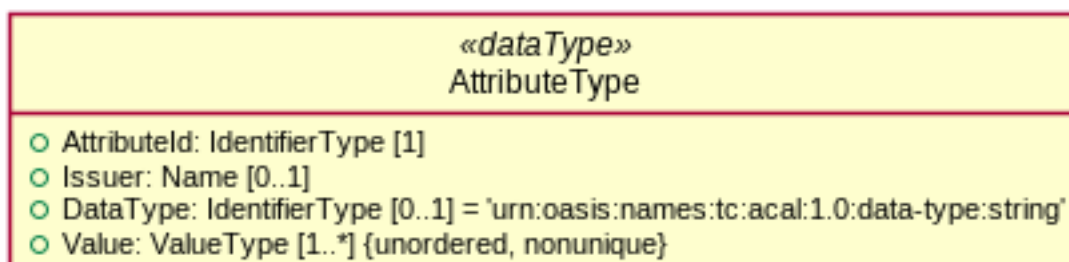 «dataType»
AttributeType
AttributeId: IdentifierType [1]
Issuer: Name [0..1]
DataType: IdentifierType [0..1] = 'urn:oasis:names:tc:acal:1.0:data-type:string'
Value: ValueType [1..*] {unordered, nonunique}